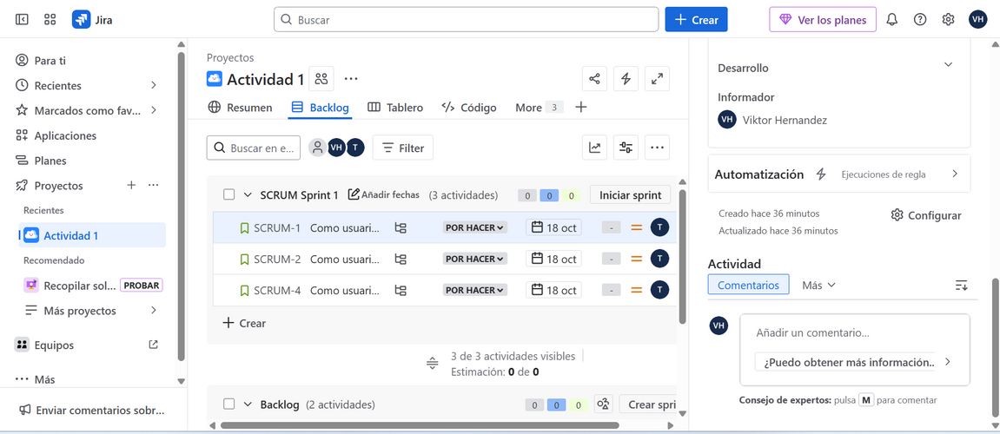 Jira
Buscar
Crear
Ver los planes
VH
Para ti
Recientes
Marcados como fav...
Aplicaciones
Planes
Proyectos
Recientes
Actividad 1
Recomendado
Recopilar sol... PROBAR
Más proyectos
Equipos
Más
Enviar comentarios sobr...
Proyectos
Actividad 1
Resumen Backlog Tablero Código More 3
Buscar en e... VH T Filter
SCRUM Sprint 1 Añadir fechas (3 actividades) 0 0 0 Iniciar sprint
SCRUM-1 Como usuari... POR HACER 18 oct - T
SCRUM-2 Como usuari... POR HACER 18 oct - T
SCRUM-4 Como usuari... POR HACER 18 oct - T
Crear
3 de 3 actividades visibles
Estimación: 0 de 0
Backlog (2 actividades) 0 0 0 Crear spri
Desarrollo
Informador
VH Viktor Hernandez
Automatización Ejecuciones de regla
Creado hace 36 minutos
Actualizado hace 36 minutos
Configurar
Actividad
Comentarios Más
VH Añadir un comentario...
¿Puedo obtener más información..
Consejo de expertos: pulsa M para comentar